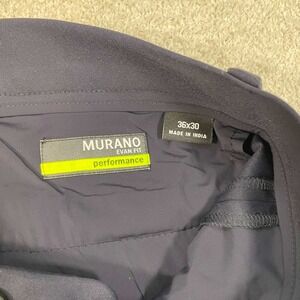 MURANO
EVAN FIT
performance
36x30
MADE IN INDIA